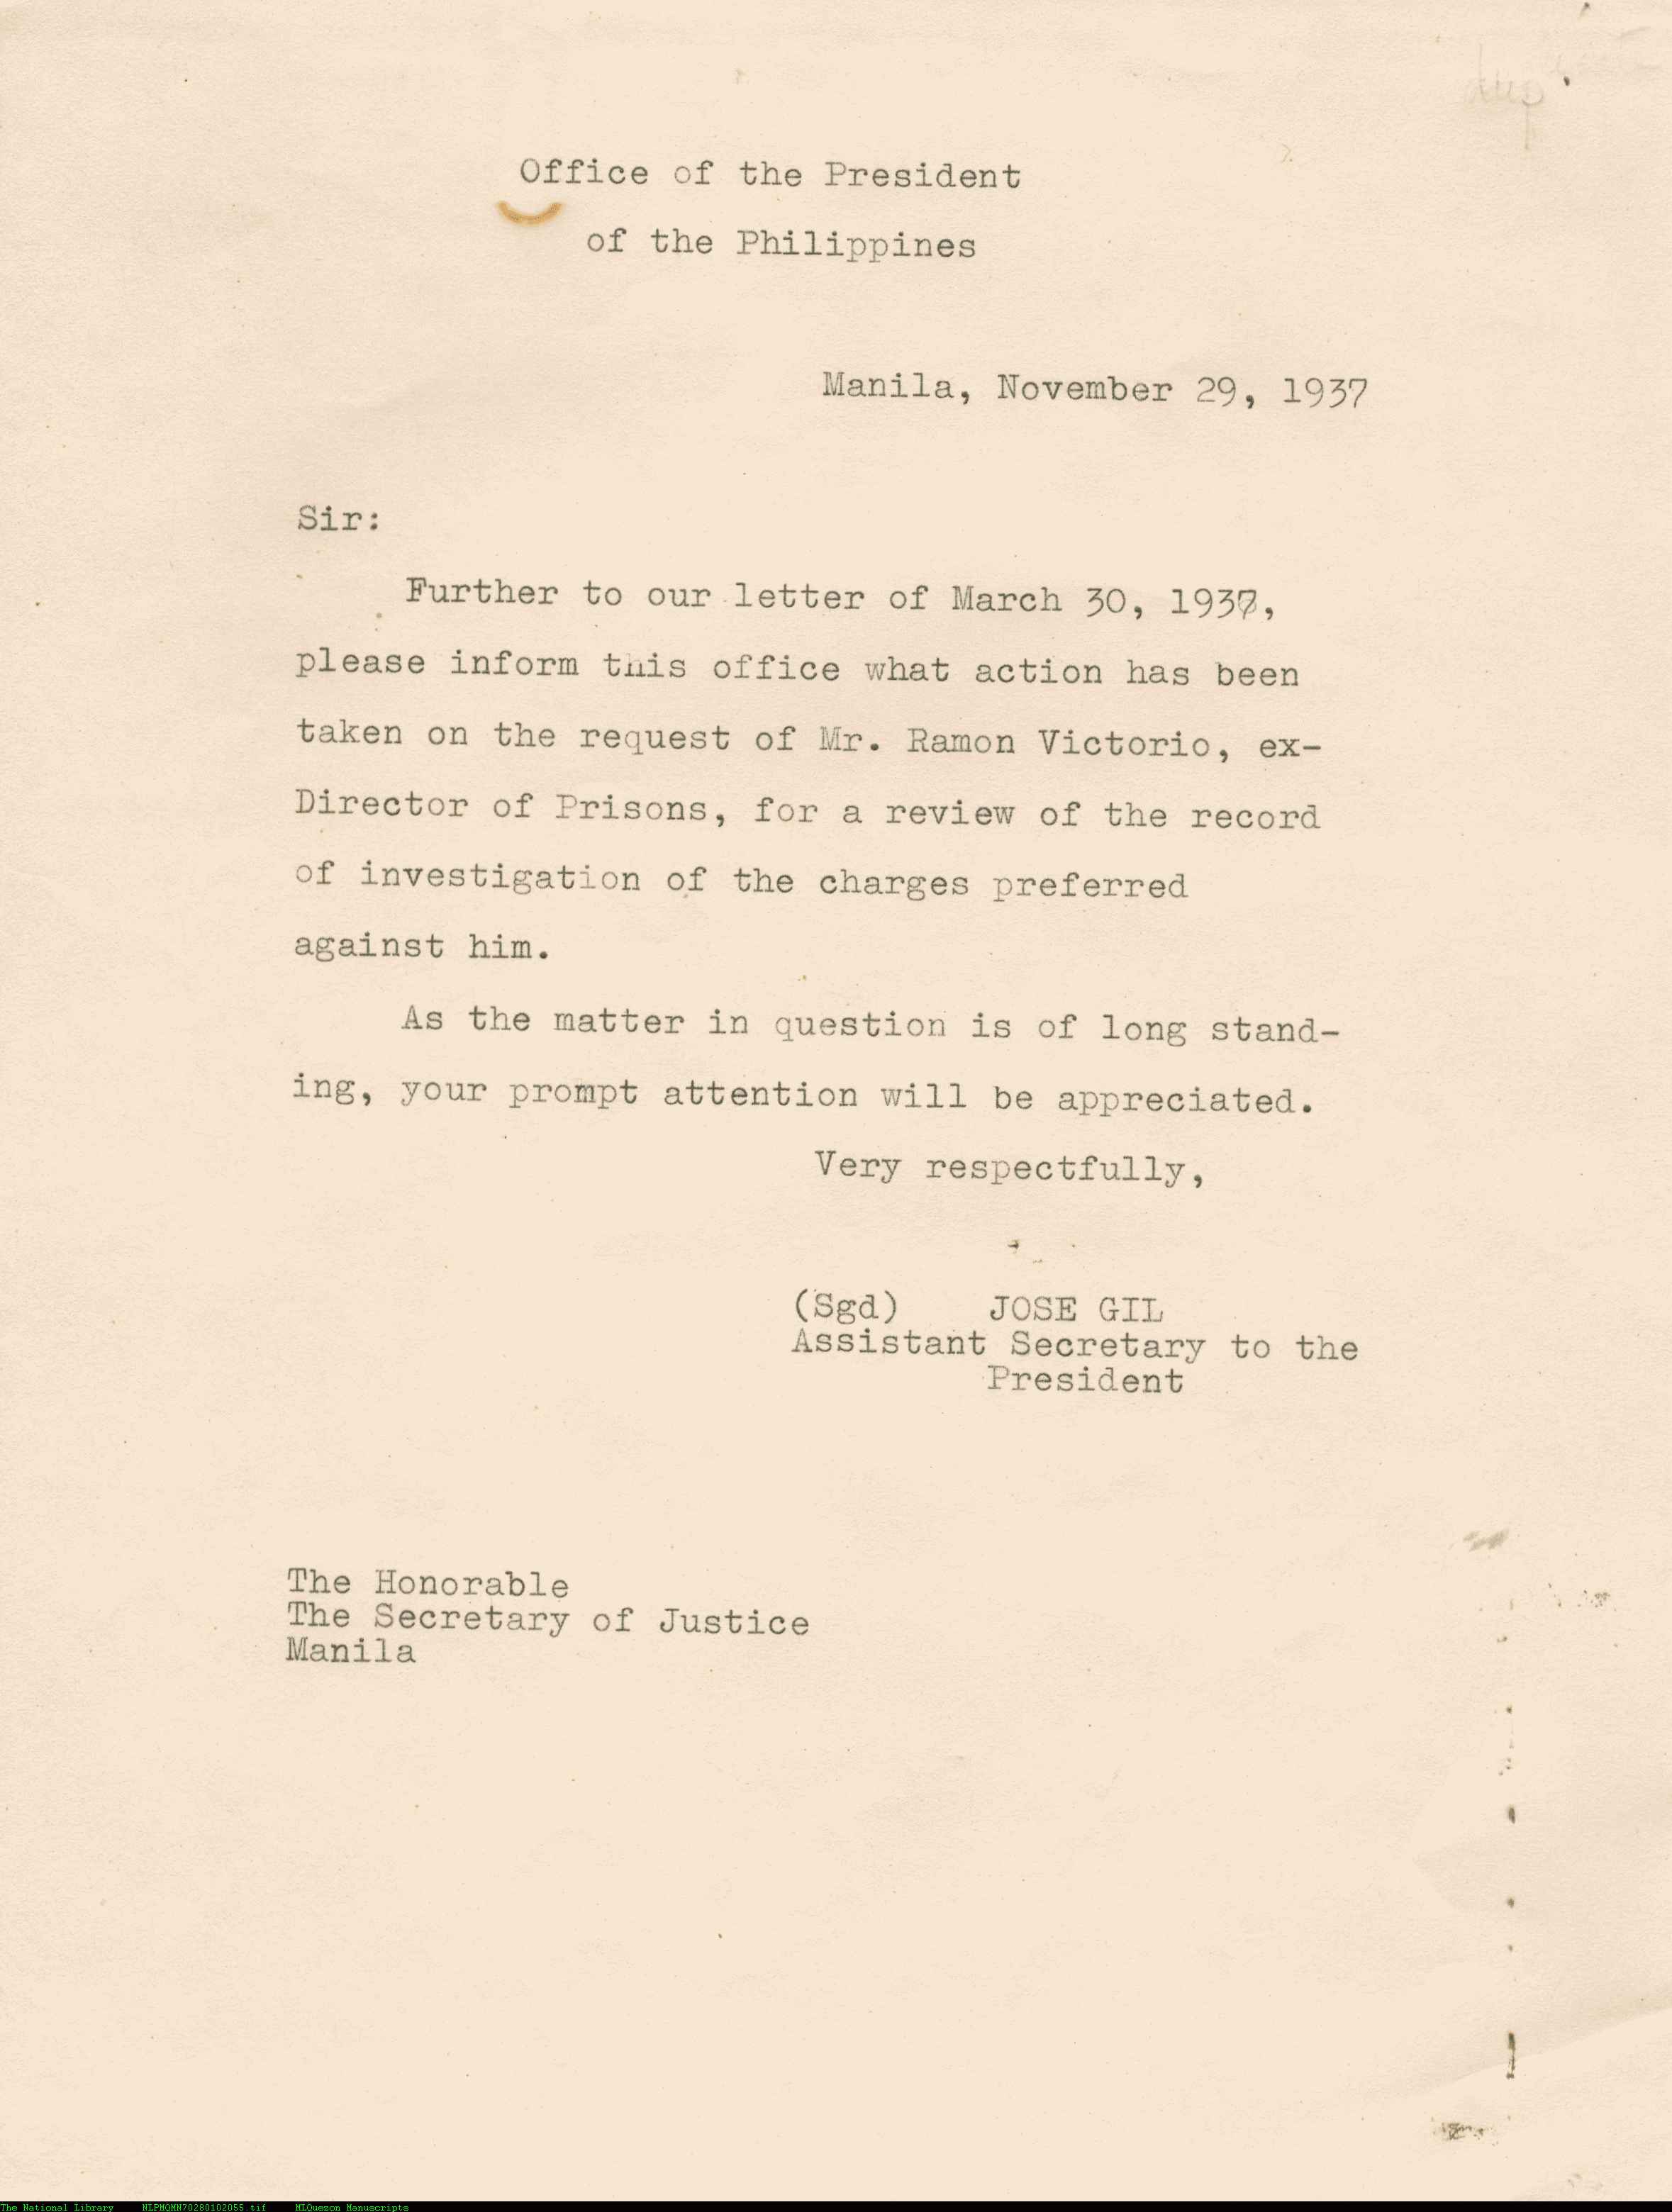 dup
Office of the President
of the Philippines
Manila, November 29, 1937
Sir:
Further to our letter of March 30, 1937,
please inform this office what action has been
taken on the request of Mr. Ramon Victorio, ex-
Director of Prisons, for a review of the record
of investigation of the charges preferred
against him.
As the matter in question is of long stand-
ing, your prompt attention will be appreciated.
Very respectfully,
(Sgd) JOSE GIL
Assistant Secretary to the
President
The Honorable
The Secretary of Justice
Manila
The National Library NLPMQMN70280102055.tif MLQuezon Manuscripts